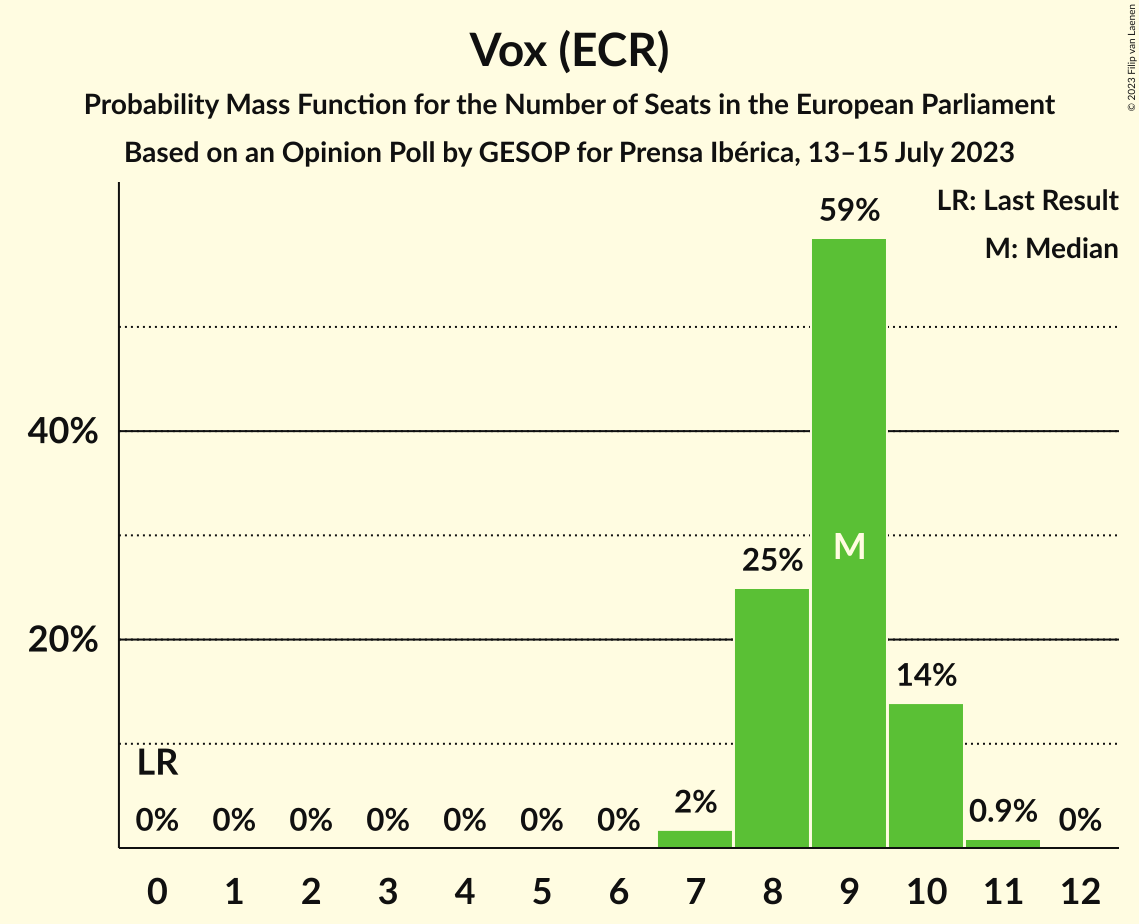 Vox (ECR)
Probability Mass Function for the Number of Seats in the European Parliament
Based on an Opinion Poll by GESOP for Prensa Ibérica, 13–15 July 2023
© 2023 Filip van Laenen
LR: Last Result
M: Median
59%
40%
M
25%
20%
14%
LR
0% 0% 0% 0% 0% 0% 0% 2% 0.9% 0%
0 1 2 3 4 5 6 7 8 9 10 11 12